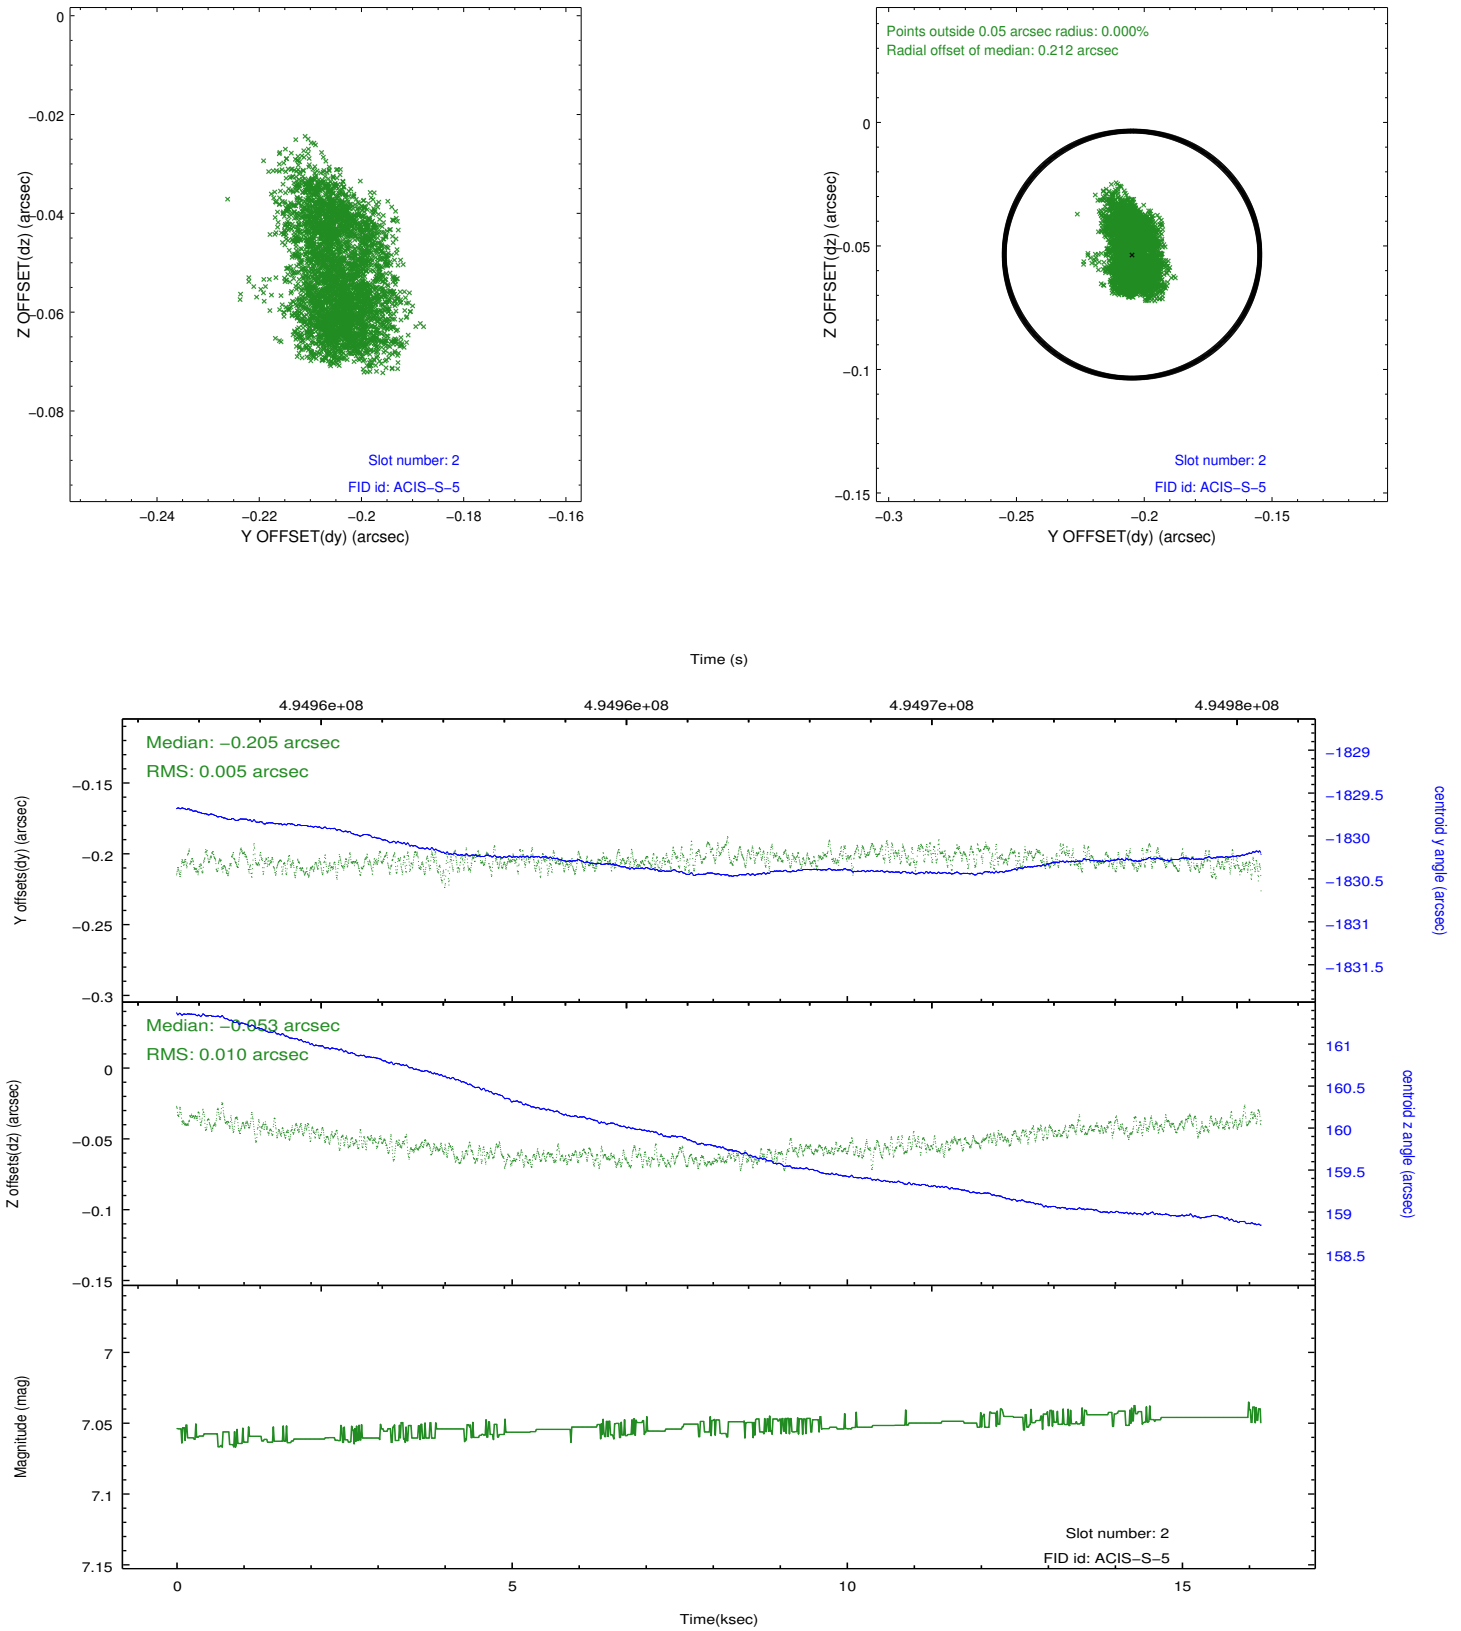 0
−0.02
−0.04
−0.06
−0.08
Z OFFSET(dz) (arcsec)
Slot number: 2
FID id: ACIS−S−5
−0.24
−0.22
−0.2
−0.18
−0.16
Y OFFSET(dy) (arcsec)
Points outside 0.05 arcsec radius: 0.000%
Radial offset of median: 0.212 arcsec
0
−0.05
−0.1
−0.15
Z OFFSET(dz) (arcsec)
Slot number: 2
FID id: ACIS−S−5
−0.3
−0.25
−0.2
−0.15
Y OFFSET(dy) (arcsec)
Time (s)
4.9496e+08
4.9496e+08
4.9497e+08
4.9498e+08
Median: −0.205 arcsec
RMS: 0.005 arcsec
−0.15
−0.2
−0.25
−0.3
Y offsets(dy) (arcsec)
−1829
−1829.5
−1830
−1830.5
−1831
−1831.5
centroid y angle (arcsec)
Median: −0.053 arcsec
RMS: 0.010 arcsec
0
−0.05
−0.1
−0.15
Z offsets(dz) (arcsec)
161
160.5
160
159.5
159
158.5
centroid z angle (arcsec)
7
7.05
7.1
7.15
Magnitude (mag)
Slot number: 2
FID id: ACIS−S−5
0
5
10
15
Time(ksec)